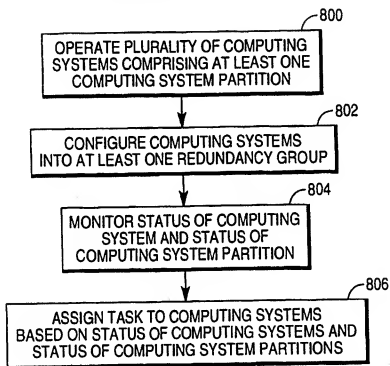 800
OPERATE PLURALITY OF COMPUTING
SYSTEMS COMPRISING AT LEAST ONE
COMPUTING SYSTEM PARTITION
802
CONFIGURE COMPUTING SYSTEMS
INTO AT LEAST ONE REDUNDANCY GROUP
804
MONITOR STATUS OF COMPUTING
SYSTEM AND STATUS OF
COMPUTING SYSTEM PARTITION
806
ASSIGN TASK TO COMPUTING SYSTEMS
BASED ON STATUS OF COMPUTING SYSTEMS AND
STATUS OF COMPUTING SYSTEM PARTITIONS